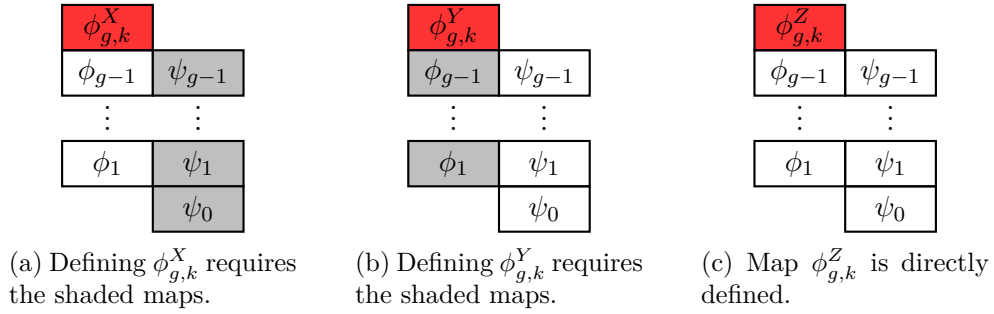 ϕ^X_{g,k}
ϕ_{g−1} ψ_{g−1}
⋮ ⋮
ϕ_1 ψ_1
ψ_0
(a) Defining ϕ^X_{g,k} requires
the shaded maps.
ϕ^Y_{g,k}
ϕ_{g−1} ψ_{g−1}
⋮ ⋮
ϕ_1 ψ_1
ψ_0
(b) Defining ϕ^Y_{g,k} requires
the shaded maps.
ϕ^Z_{g,k}
ϕ_{g−1} ψ_{g−1}
⋮ ⋮
ϕ_1 ψ_1
ψ_0
(c) Map ϕ^Z_{g,k} is directly
defined.